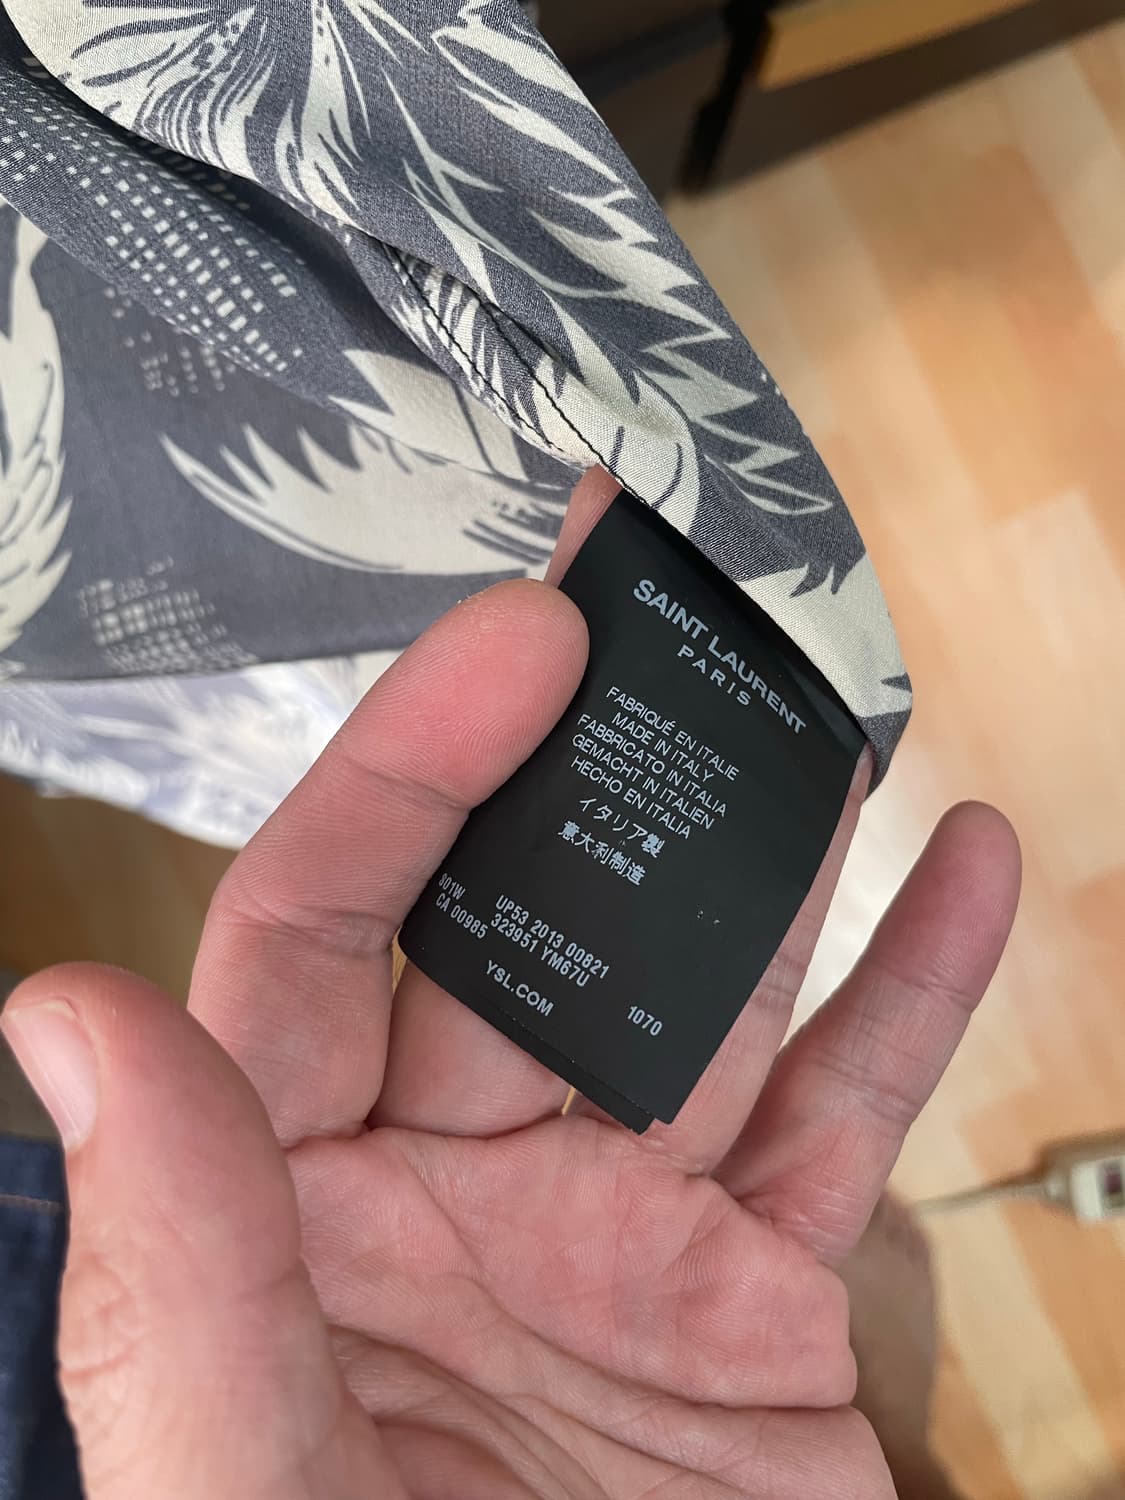 SAINT LAURENT
PARIS
FABRIQUÉ EN ITALIE
MADE IN ITALY
FABBRICATO IN ITALIA
GEMACHT IN ITALIEN
HECHO EN ITALIA
イタリア製
意大利制造
S01W UP53 2013 00821
CA 00985 323951 YM67U 1070
YSL.COM